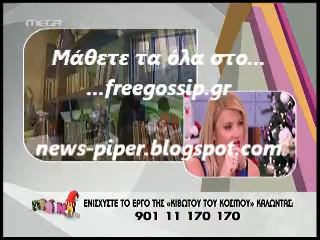 MEGA
Μάθετε τα όλα στο...
...freegossip.gr
news-piper.blogspot.com
ΕΝΙΣΧΥΣΤΕ ΤΟ ΕΡΓΟ ΤΗΣ «ΚΙΒΩΤΟΥ ΤΟΥ ΚΟΣΜΟΥ» ΚΑΛΩΝΤΑΣ:
901 11 170 170